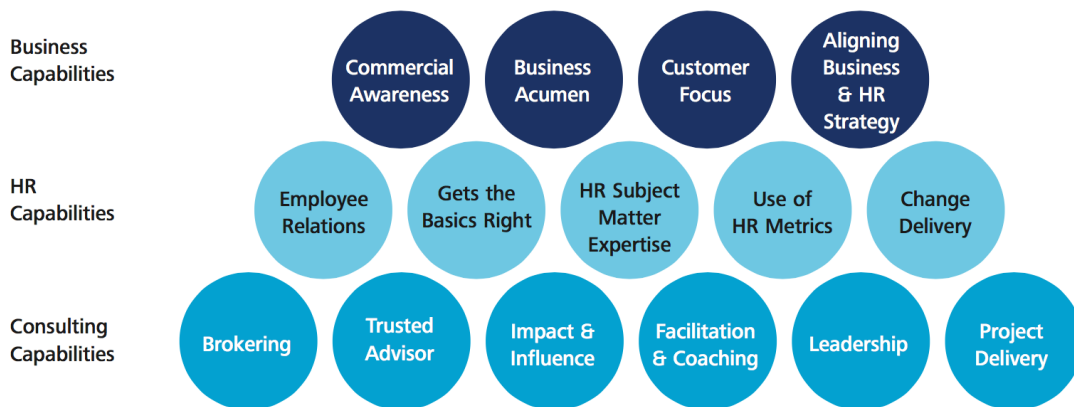 Business
Capabilities
Commercial
Awareness
Business
Acumen
Customer
Focus
Aligning
Business
& HR
Strategy
HR
Capabilities
Employee
Relations
Gets the
Basics Right
HR Subject
Matter
Expertise
Use of
HR Metrics
Change
Delivery
Consulting
Capabilities
Brokering
Trusted
Advisor
Impact &
Influence
Facilitation
& Coaching
Leadership
Project
Delivery